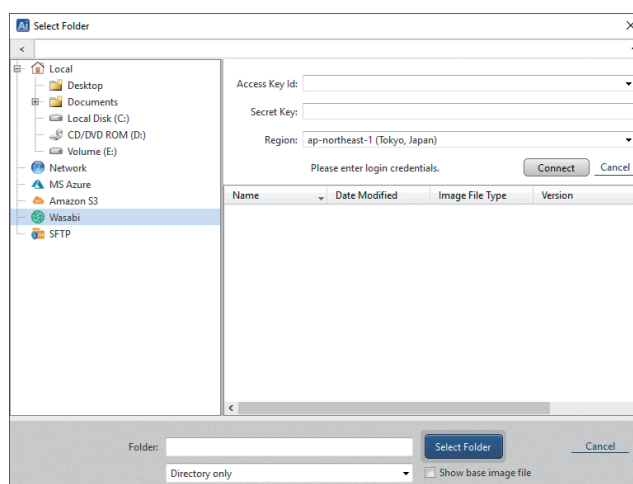 Ai Select Folder
<
Local
Desktop
Documents
Local Disk (C:)
CD/DVD ROM (D:)
Volume (E:)
Network
MS Azure
Amazon S3
Wasabi
SFTP
Access Key Id:
Secret Key:
Region: ap-northeast-1 (Tokyo, Japan)
Please enter login credentials. Connect Cancel
Name Date Modified Image File Type Version
Folder: Select Folder Cancel
Directory only Show base image file